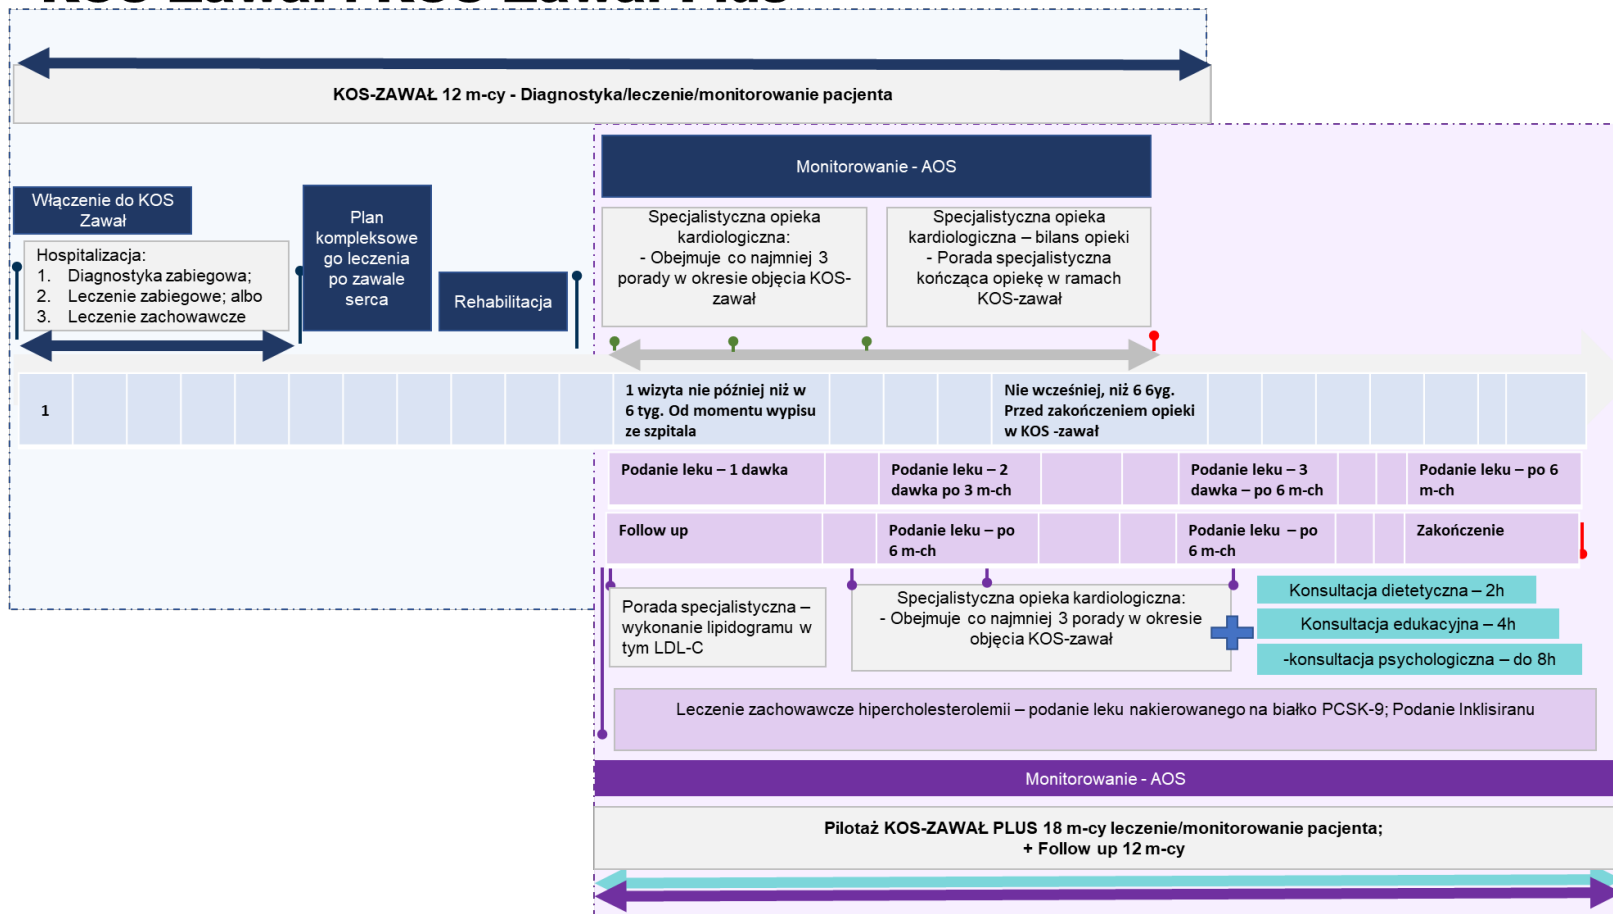 KOS-ZAWAŁ 12 m-cy - Diagnostyka/leczenie/monitorowanie pacjenta
Monitorowanie - AOS
Włączenie do KOS
Zawał
Hospitalizacja:
1. Diagnostyka zabiegowa;
2. Leczenie zabiegowe; albo
3. Leczenie zachowawcze
Plan
kompleksowe
go leczenia
po zawale
serca
Rehabilitacja
Specjalistyczna opieka
kardiologiczna:
- Obejmuje co najmniej 3
porady w okresie objęcia KOS-
zawał
Specjalistyczna opieka
kardiologiczna – bilans opieki
- Porada specjalistyczna
kończąca opiekę w ramach
KOS-zawał
1
1 wizyta nie później niż w
6 tyg. Od momentu wypisu
ze szpitala
Nie wcześniej, niż 6 6yg.
Przed zakończeniem opieki
w KOS -zawał
Podanie leku – 1 dawka
Podanie leku – 2
dawka po 3 m-ch
Podanie leku – 3
dawka – po 6 m-ch
Podanie leku – po 6
m-ch
Follow up
Podanie leku – po
6 m-ch
Podanie leku – po
6 m-ch
Zakończenie
Porada specjalistyczna –
wykonanie lipidogramu w
tym LDL-C
Specjalistyczna opieka kardiologiczna:
- Obejmuje co najmniej 3 porady w okresie
objęcia KOS-zawał
Konsultacja dietetyczna – 2h
Konsultacja edukacyjna – 4h
-konsultacja psychologiczna – do 8h
Leczenie zachowawcze hipercholesterolemii – podanie leku nakierowanego na białko PCSK-9; Podanie Inklisiranu
Monitorowanie - AOS
Pilotaż KOS-ZAWAŁ PLUS 18 m-cy leczenie/monitorowanie pacjenta;
+ Follow up 12 m-cy